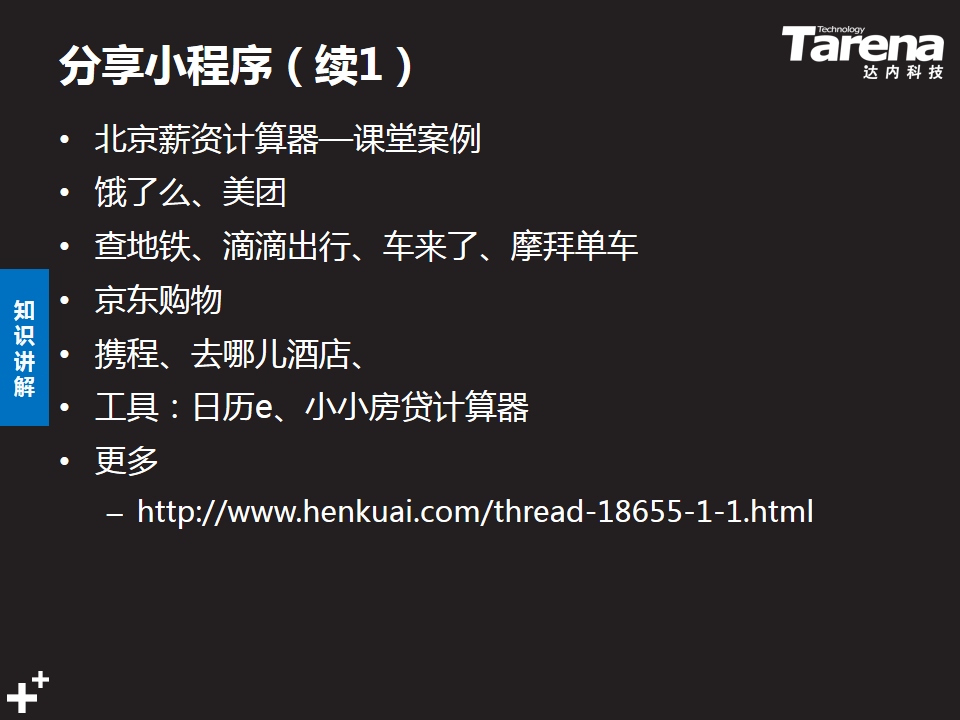 分享小程序（续1）
Technology
Tarena
达内科技
• 北京薪资计算器—课堂案例
• 饿了么、美团
• 查地铁、滴滴出行、车来了、摩拜单车
• 京东购物
• 携程、去哪儿酒店、
• 工具：日历e、小小房贷计算器
• 更多
– http://www.henkuai.com/thread-18655-1-1.html
知识讲解